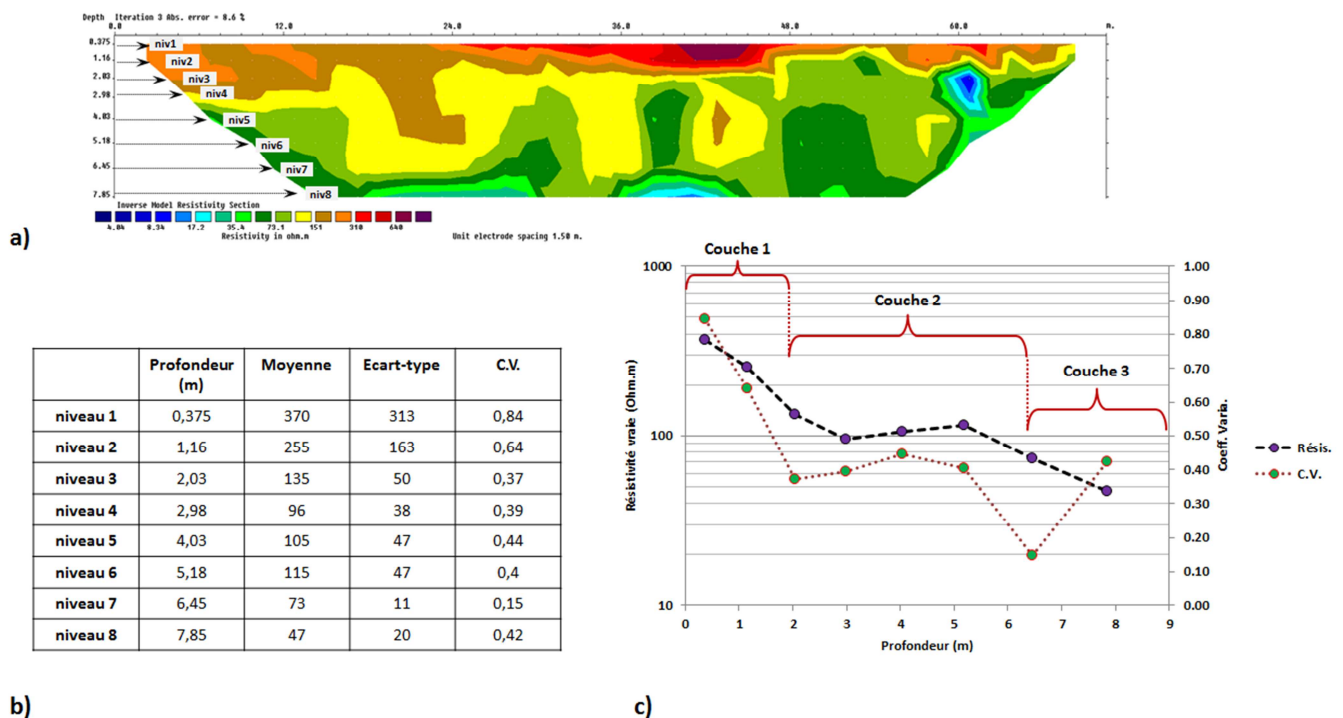 Depth Iteration 3 Abs. error = 8.6 %
0.0 12.0 24.0 36.0 48.0 60.0 m.
0.375 niv1
1.16 niv2
2.03 niv3
2.98 niv4
4.03 niv5
5.18 niv6
6.45 niv7
7.85 niv8
Inverse Model Resistivity Section
4.04 8.34 17.2 35.4 73.1 151 310 640
Resistivity in ohm.m Unit electrode spacing 1.50 m.
a)
Profondeur (m) Moyenne Ecart-type C.V.
niveau 1 0,375 370 313 0,84
niveau 2 1,16 255 163 0,64
niveau 3 2,03 135 50 0,37
niveau 4 2,98 96 38 0,39
niveau 5 4,03 105 47 0,44
niveau 6 5,18 115 47 0,4
niveau 7 6,45 73 11 0,15
niveau 8 7,85 47 20 0,42
b)
Couche 1
Couche 2
Couche 3
1000
100
10
Résistivité vraie (Ohm.m)
1.00
0.90
0.80
0.70
0.60
0.50
0.40
0.30
0.20
0.10
0.00
Coeff. Varia.
Résis.
C.V.
0 1 2 3 4 5 6 7 8 9
Profondeur (m)
c)